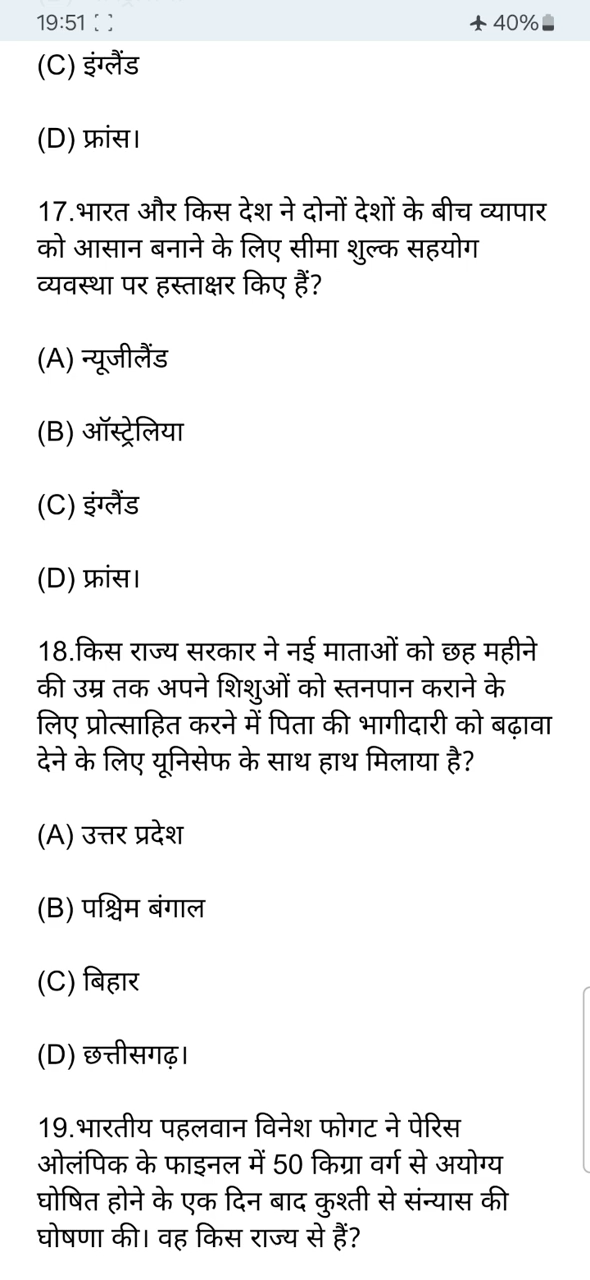 19:51
40%
(C) इंग्लैंड
(D) फ्रांस।
17.भारत और किस देश ने दोनों देशों के बीच व्यापार
को आसान बनाने के लिए सीमा शुल्क सहयोग
व्यवस्था पर हस्ताक्षर किए हैं?
(A) न्यूजीलैंड
(B) ऑस्ट्रेलिया
(C) इंग्लैंड
(D) फ्रांस।
18.किस राज्य सरकार ने नई माताओं को छह महीने
की उम्र तक अपने शिशुओं को स्तनपान कराने के
लिए प्रोत्साहित करने में पिता की भागीदारी को बढ़ावा
देने के लिए यूनिसेफ के साथ हाथ मिलाया है?
(A) उत्तर प्रदेश
(B) पश्चिम बंगाल
(C) बिहार
(D) छत्तीसगढ़।
19.भारतीय पहलवान विनेश फोगट ने पेरिस
ओलंपिक के फाइनल में 50 किग्रा वर्ग से अयोग्य
घोषित होने के एक दिन बाद कुश्ती से संन्यास की
घोषणा की। वह किस राज्य से हैं?